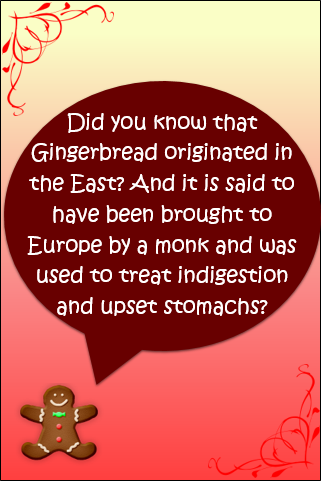 Did you know that
Gingerbread originated in
the East? And it is said to
have been brought to
Europe by a monk and was
used to treat indigestion
and upset stomachs?